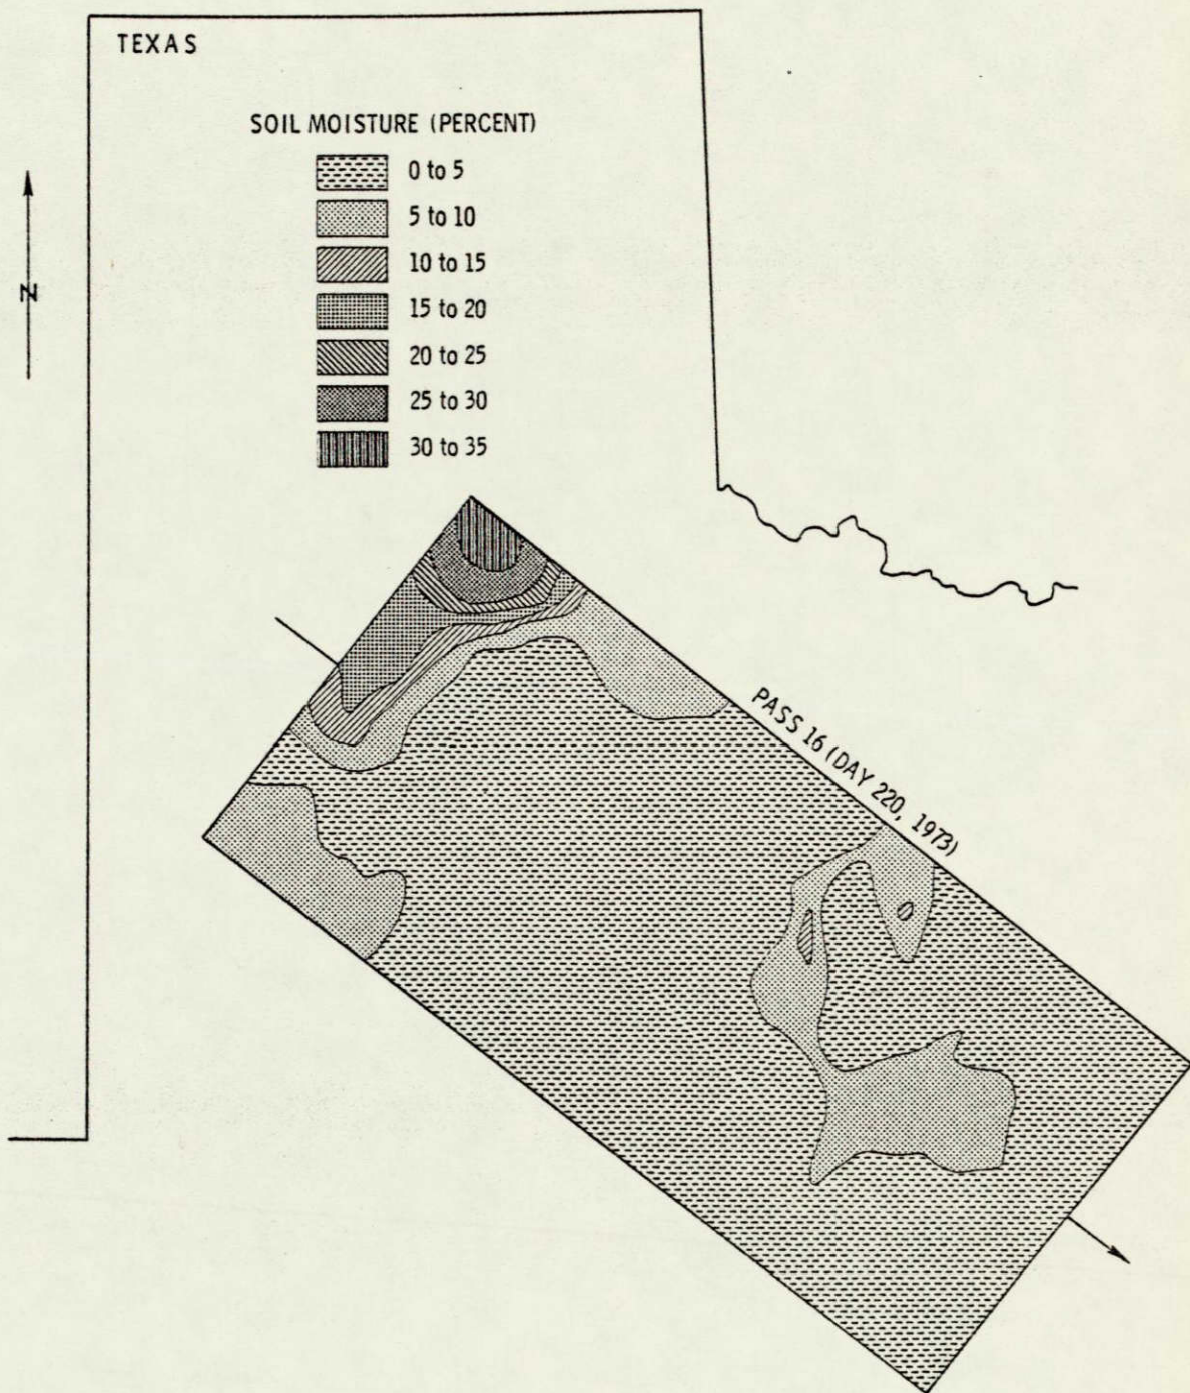 TEXAS
SOIL MOISTURE (PERCENT)
0 to 5
5 to 10
10 to 15
15 to 20
20 to 25
25 to 30
30 to 35
N
PASS 16 (DAY 220, 1973)